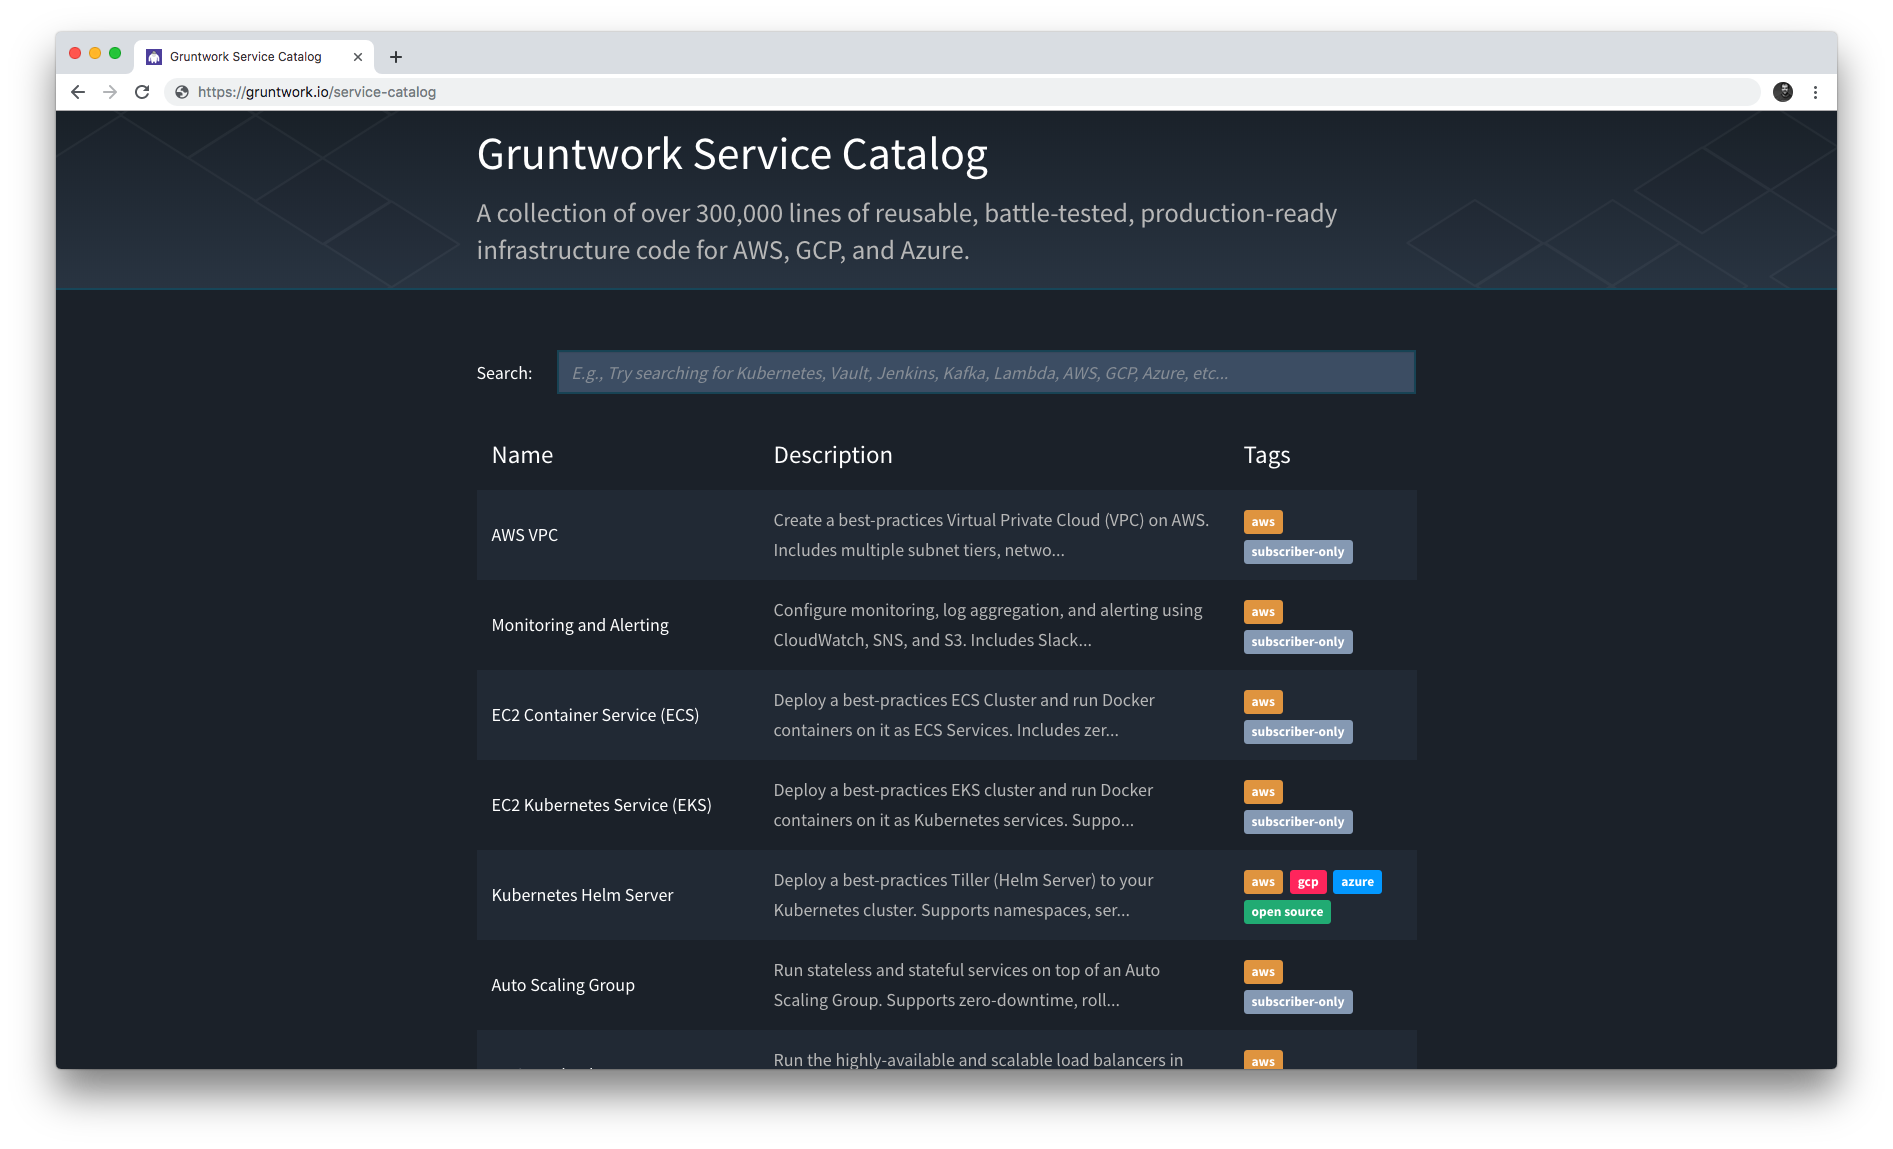 Gruntwork Service Catalog
https://gruntwork.io/service-catalog
Gruntwork Service Catalog
A collection of over 300,000 lines of reusable, battle-tested, production-ready
infrastructure code for AWS, GCP, and Azure.
Search:
E.g., Try searching for Kubernetes, Vault, Jenkins, Kafka, Lambda, AWS, GCP, Azure, etc...
Name Description Tags
AWS VPC
Create a best-practices Virtual Private Cloud (VPC) on AWS.
Includes multiple subnet tiers, netwo...
aws
subscriber-only
Monitoring and Alerting
Configure monitoring, log aggregation, and alerting using
CloudWatch, SNS, and S3. Includes Slack...
aws
subscriber-only
EC2 Container Service (ECS)
Deploy a best-practices ECS Cluster and run Docker
containers on it as ECS Services. Includes zer...
aws
subscriber-only
EC2 Kubernetes Service (EKS)
Deploy a best-practices EKS cluster and run Docker
containers on it as Kubernetes services. Suppo...
aws
subscriber-only
Kubernetes Helm Server
Deploy a best-practices Tiller (Helm Server) to your
Kubernetes cluster. Supports namespaces, ser...
aws gcp azure
open source
Auto Scaling Group
Run stateless and stateful services on top of an Auto
Scaling Group. Supports zero-downtime, roll...
aws
subscriber-only
Run the highly-available and scalable load balancers in
aws